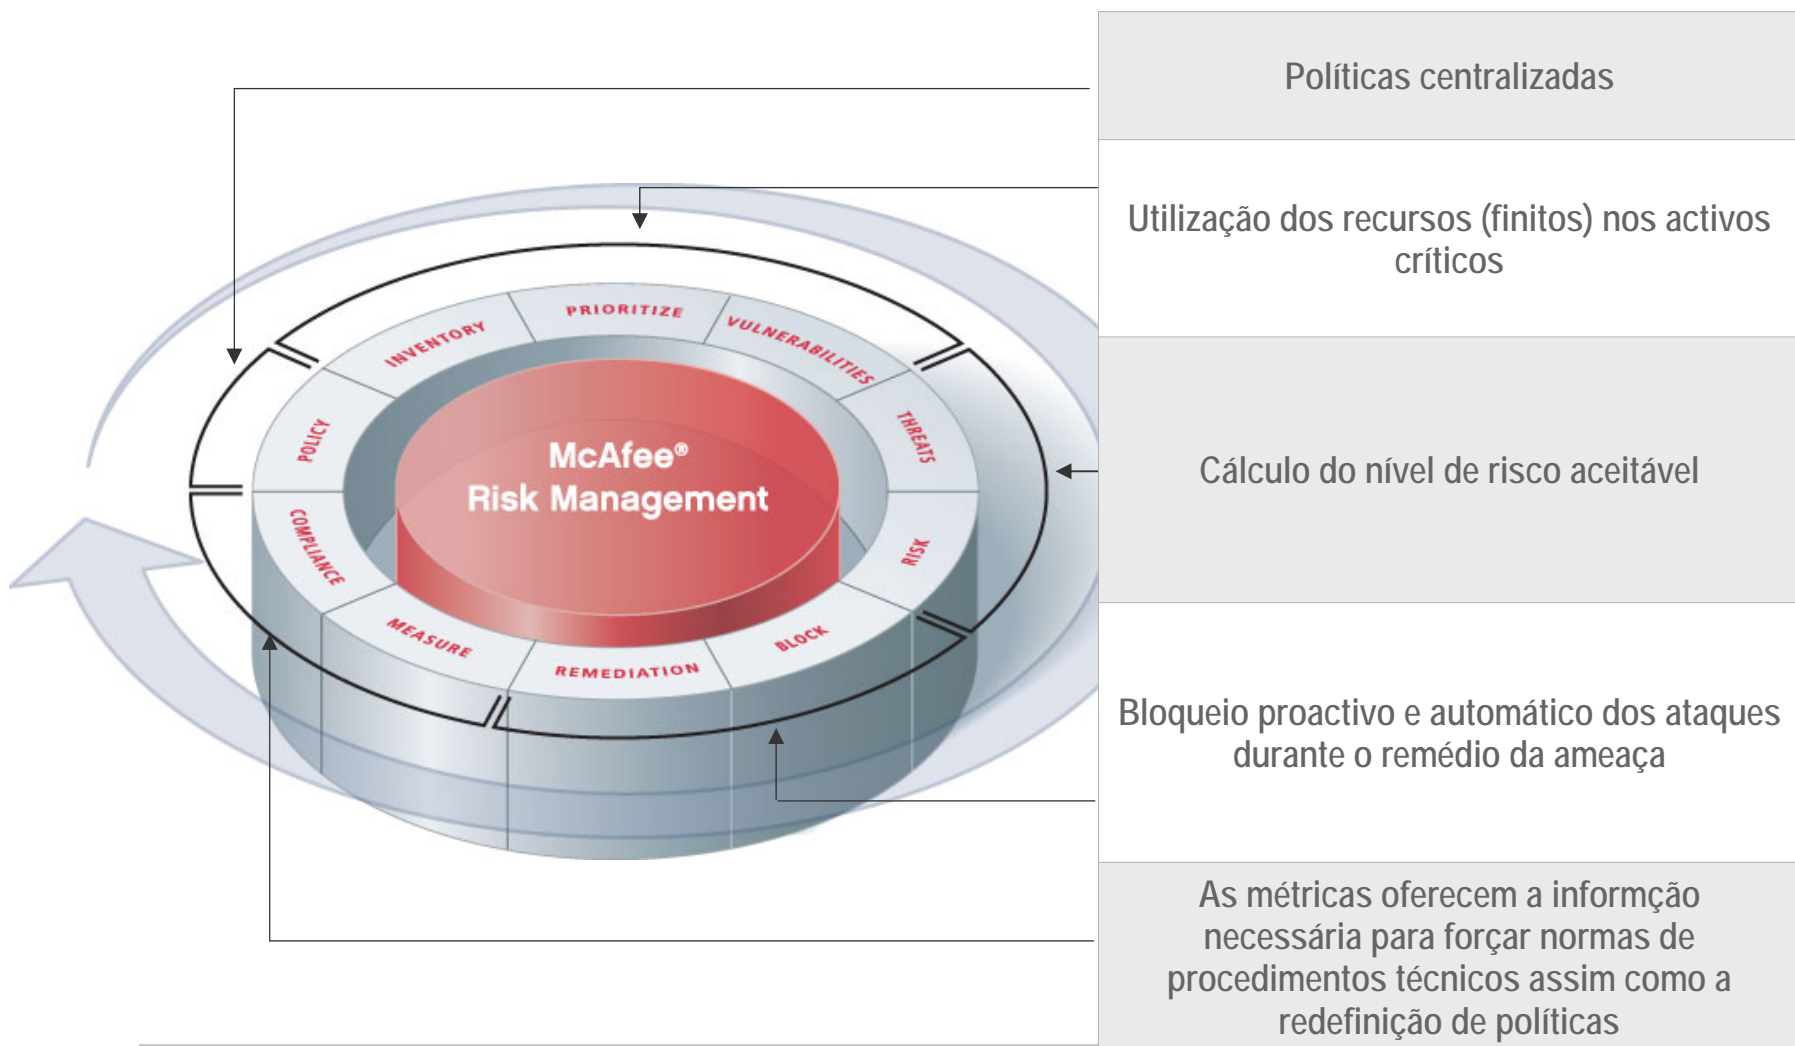 Políticas centralizadas
Utilização dos recursos (finitos) nos activos
críticos
Cálculo do nível de risco aceitável
Bloqueio proactivo e automático dos ataques
durante o remédio da ameaça
As métricas oferecem a informção
necessária para forçar normas de
procedimentos técnicos assim como a
redefinição de políticas
McAfee®
Risk Management
POLICY
INVENTORY
PRIORITIZE
VULNERABILITIES
THREATS
RISK
BLOCK
REMEDIATION
MEASURE
COMPLIANCE